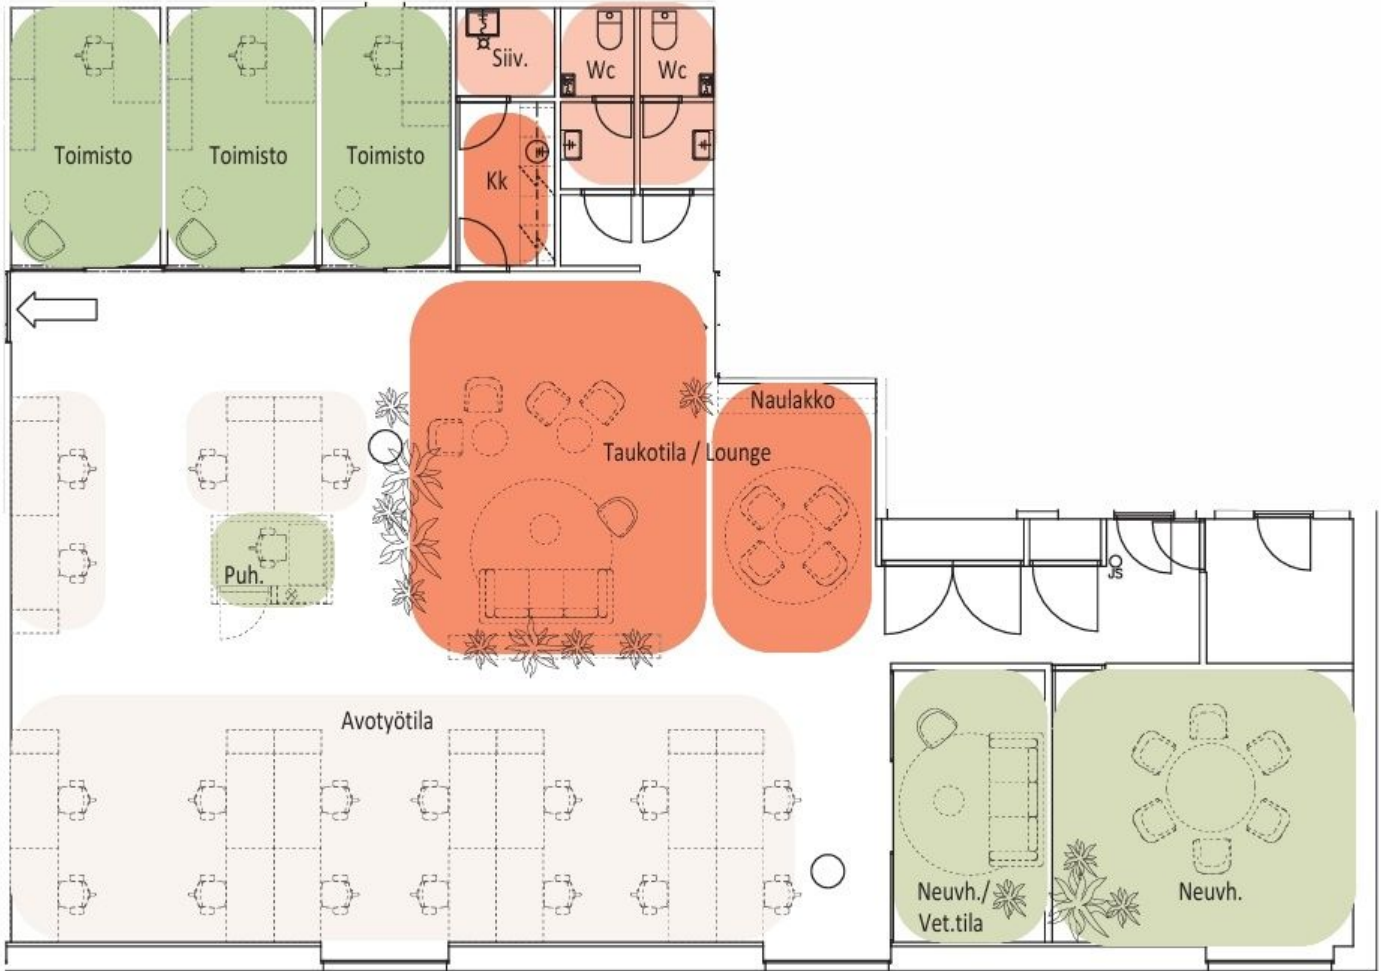 Siiv.
Wc
Wc
Toimisto
Toimisto
Toimisto
Kk
Naulakko
Taukotila / Lounge
Puh.
JS
Avotyötila
Neuvh./
Vet.tila
Neuvh.